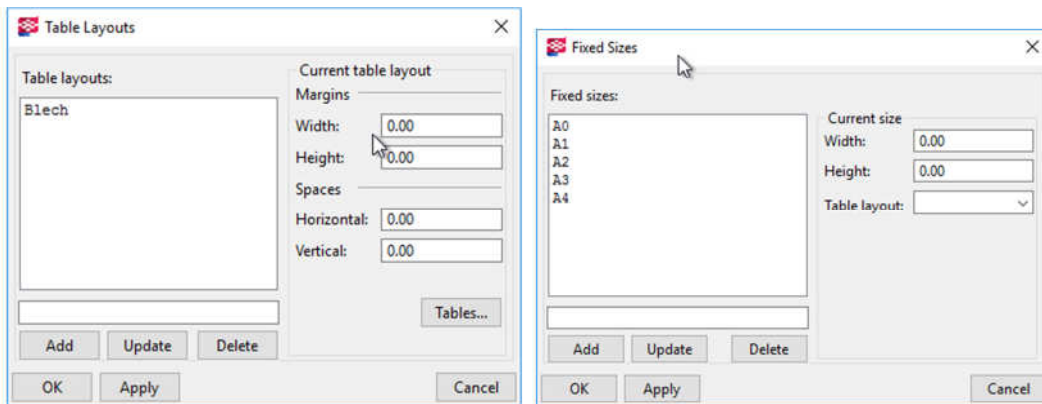 Table Layouts
Table layouts:
Blech
Current table layout
Margins
Width: 0.00
Height: 0.00
Spaces
Horizontal: 0.00
Vertical: 0.00
Tables...
Add Update Delete
OK Apply Cancel
Fixed Sizes
Fixed sizes:
A0
A1
A2
A3
A4
Current size
Width: 0.00
Height: 0.00
Table layout:
Add Update Delete
OK Apply Cancel